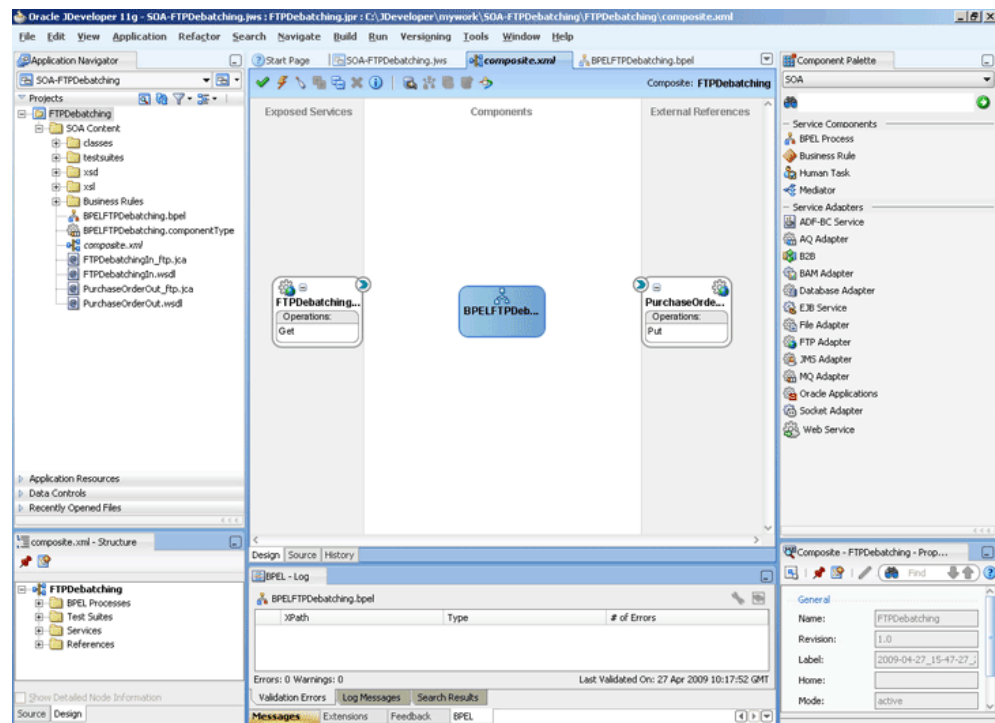 Oracle JDeveloper 11g - SOA-FTPDebatching.jws : FTPDebatching.jpr : C:\JDeveloper\mywork\SOA-FTPDebatching\FTPDebatching\composite.xml
File Edit View Application Refactor Search Navigate Build Run Versioning Tools Window Help
Application Navigator
SOA-FTPDebatching
Projects
FTPDebatching
SOA Content
classes
testsuites
xsd
xsl
Business Rules
BPELFTPDebatching.bpel
BPELFTPDebatching.componentType
composite.xml
FTPDebatchingIn_ftp.jca
FTPDebatchingIn.wsdl
PurchaseOrderOut_ftp.jca
PurchaseOrderOut.wsdl
Application Resources
Data Controls
Recently Opened Files
composite.xml - Structure
FTPDebatching
BPEL Processes
Test Suites
Services
References
Show Detailed Node Information
Source Design
Start Page SOA-FTPDebatching.jws composite.xml BPELFTPDebatching.bpel
Composite: FTPDebatching
Exposed Services Components External References
FTPDebatching...
Operations:
Get
BPELFTPDeb...
PurchaseOrde...
Operations:
Put
Design Source History
BPEL - Log
BPELFTPDebatching.bpel
XPath Type # of Errors
Errors: 0 Warnings: 0 Last Validated On: 27 Apr 2009 10:17:52 GMT
Validation Errors Log Messages Search Results
Messages Extensions Feedback BPEL
Component Palette
SOA
Service Components
BPEL Process
Business Rule
Human Task
Mediator
Service Adapters
ADF-BC Service
AQ Adapter
B2B
BAM Adapter
Database Adapter
EJB Service
File Adapter
FTP Adapter
JMS Adapter
MQ Adapter
Oracle Applications
Socket Adapter
Web Service
Composite - FTPDebatching - Prop...
Find
General
Name: FTPDebatching
Revision: 1.0
Label: 2009-04-27_15-47-27_
Home:
Mode: active